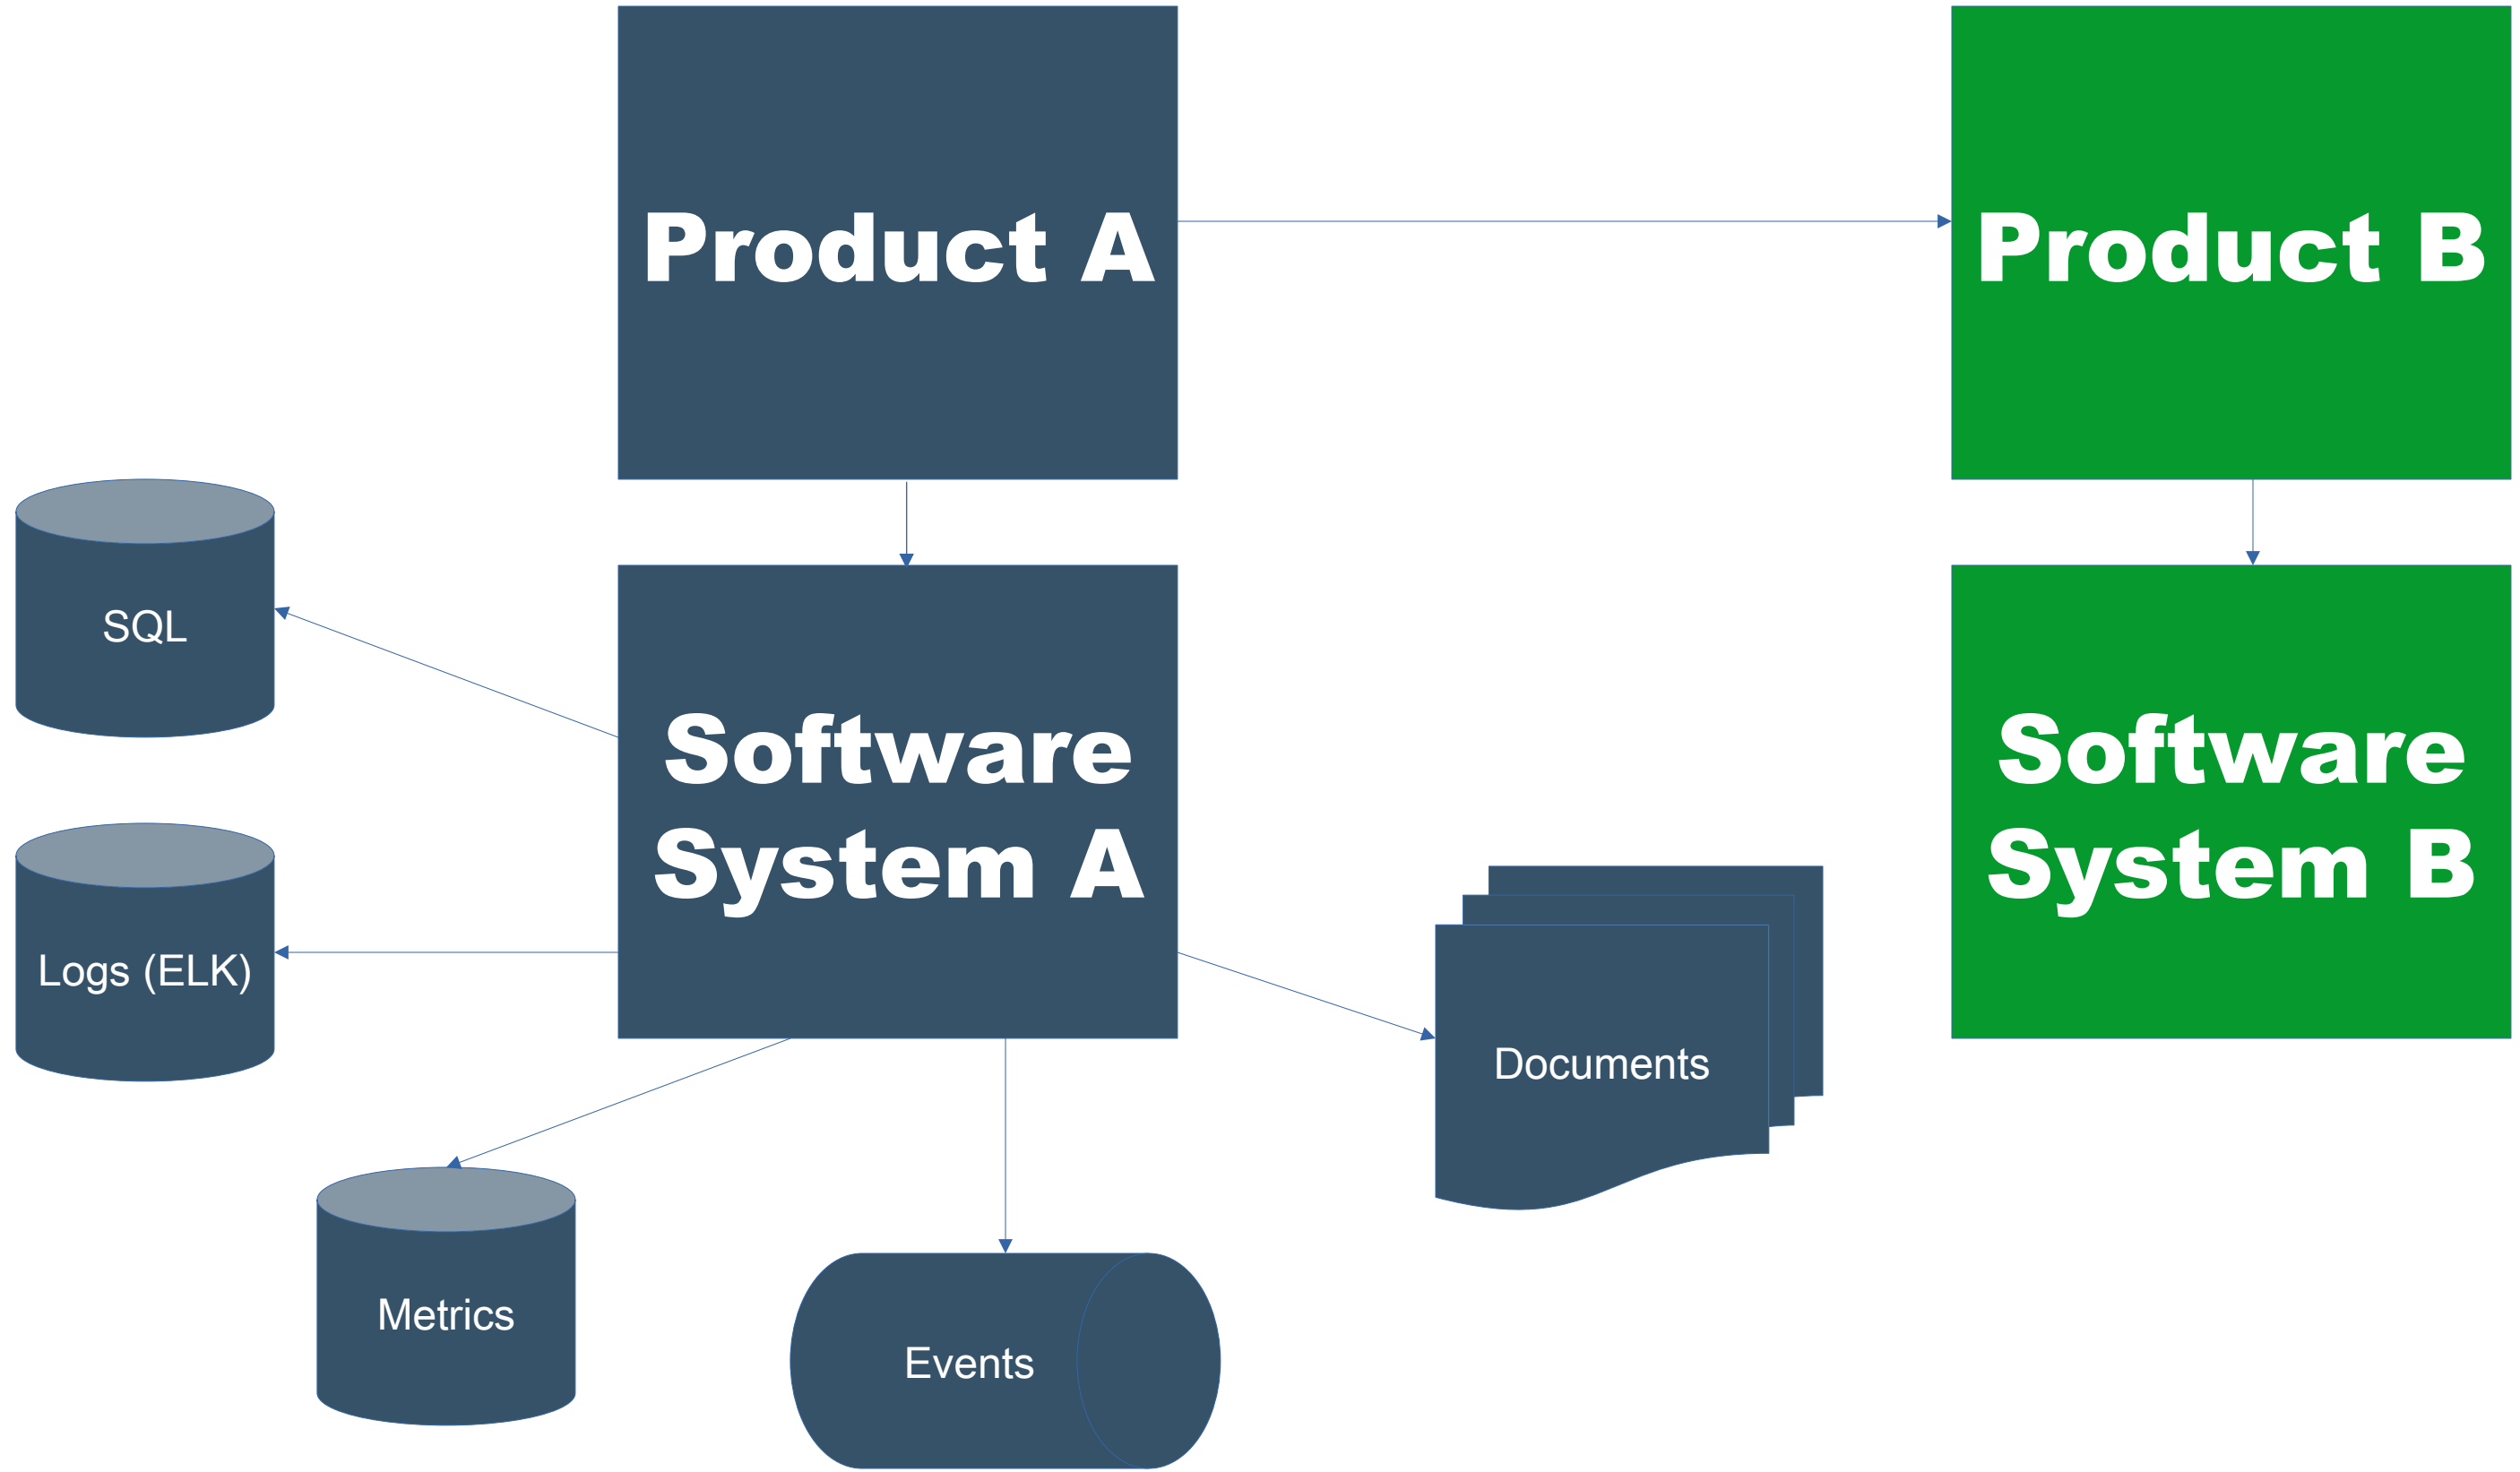 Product A
Product B
SQL
Software
System A
Software
System B
Logs (ELK)
Documents
Metrics
Events